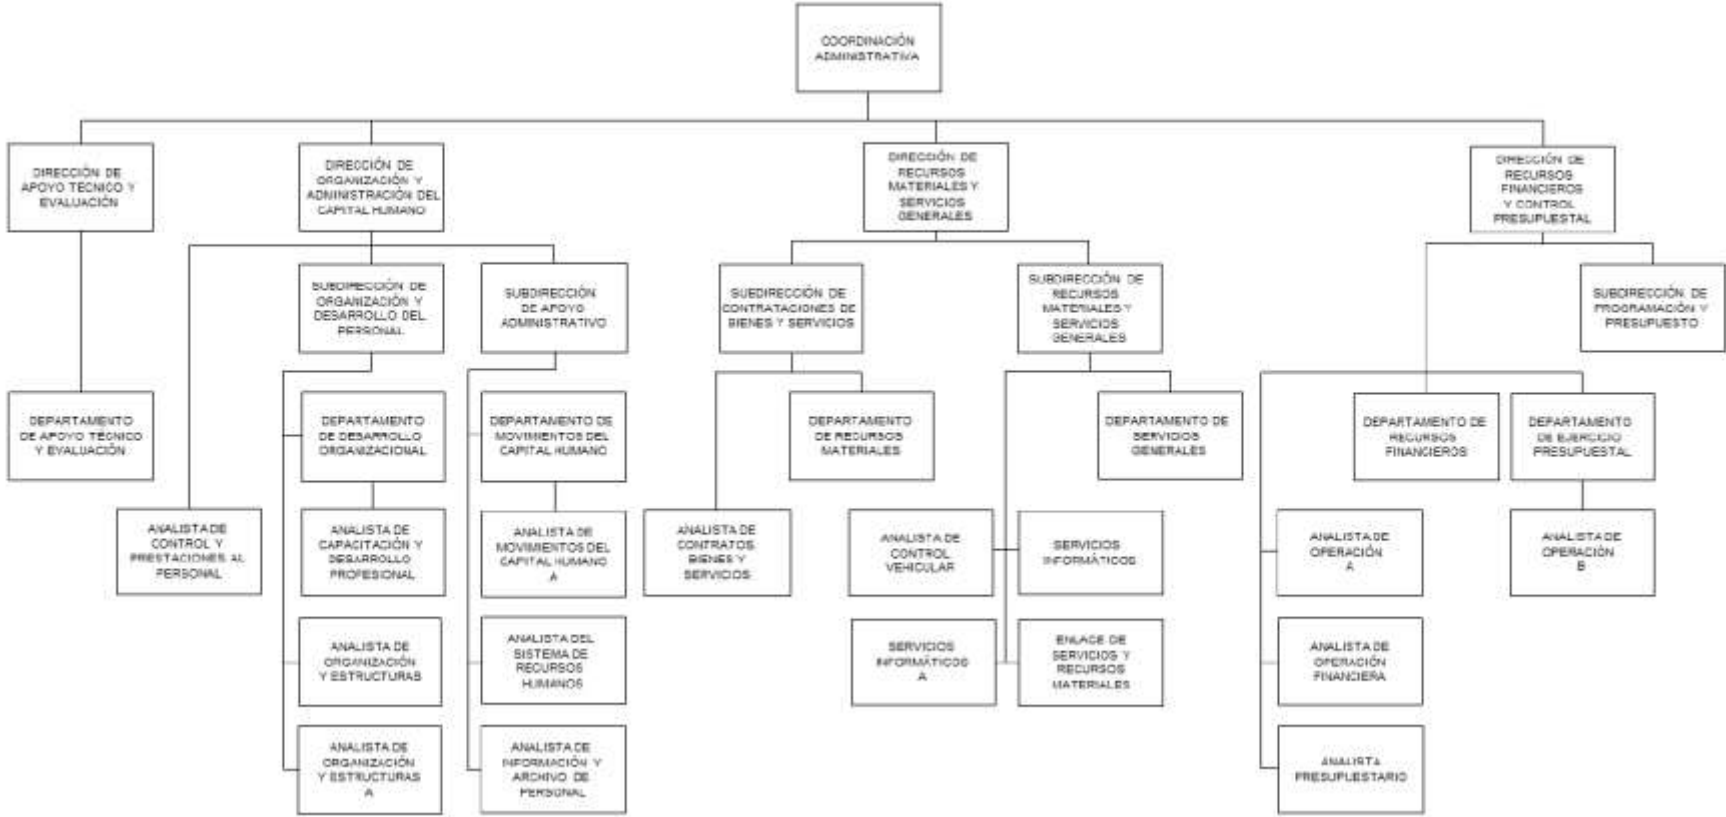 COORDINACIÓN
ADMINISTRATIVA
DIRECCIÓN DE
APOYO TÉCNICO Y
EVALUACIÓN
DIRECCIÓN DE
ORGANIZACIÓN Y
ADMINISTRACIÓN DEL
CAPITAL HUMANO
DIRECCIÓN DE
RECURSOS
MATERIALES Y
SERVICIOS
GENERALES
DIRECCIÓN DE
RECURSOS
FINANCIEROS
Y CONTROL
PRESUPUESTAL
SUBDIRECCIÓN DE
ORGANIZACIÓN Y
DESARROLLO DEL
PERSONAL
SUBDIRECCIÓN
DE APOYO
ADMINISTRATIVO
SUBDIRECCIÓN DE
CONTRATACIONES DE
BIENES Y SERVICIOS
SUBDIRECCIÓN DE
RECURSOS
MATERIALES Y
SERVICIOS
GENERALES
SUBDIRECCIÓN DE
PROGRAMACIÓN Y
PRESUPUESTO
DEPARTAMENTO
DE APOYO TÉCNICO
Y EVALUACIÓN
DEPARTAMENTO
DE DESARROLLO
ORGANIZACIONAL
DEPARTAMENTO DE
MOVIMIENTOS DEL
CAPITAL HUMANO
DEPARTAMENTO
DE RECURSOS
MATERIALES
DEPARTAMENTO DE
SERVICIOS
GENERALES
DEPARTAMENTO DE
RECURSOS
FINANCIEROS
DEPARTAMENTO
DE EJERCICIO
PRESUPUESTAL
ANALISTA DE
CONTROL Y
PRESTACIONES AL
PERSONAL
ANALISTA DE
CAPACITACIÓN Y
DESARROLLO
PROFESIONAL
ANALISTA DE
MOVIMIENTOS DEL
CAPITAL HUMANO
A
ANALISTA DE
CONTRATOS
BIENES Y
SERVICIOS
ANALISTA DE
CONTROL
VEHICULAR
SERVICIOS
INFORMÁTICOS
ANALISTA DE
OPERACIÓN
A
ANALISTA DE
OPERACIÓN
B
ANALISTA DE
ORGANIZACIÓN
Y ESTRUCTURAS
ANALISTA DEL
SISTEMA DE
RECURSOS
HUMANOS
SERVICIOS
INFORMÁTICOS
A
ENLACE DE
SERVICIOS Y
RECURSOS
MATERIALES
ANALISTA DE
OPERACIÓN
FINANCIERA
ANALISTA DE
ORGANIZACIÓN
Y ESTRUCTURAS
A
ANALISTA DE
INFORMACIÓN Y
ARCHIVO DE
PERSONAL
ANALISTA
PRESUPUESTARIO